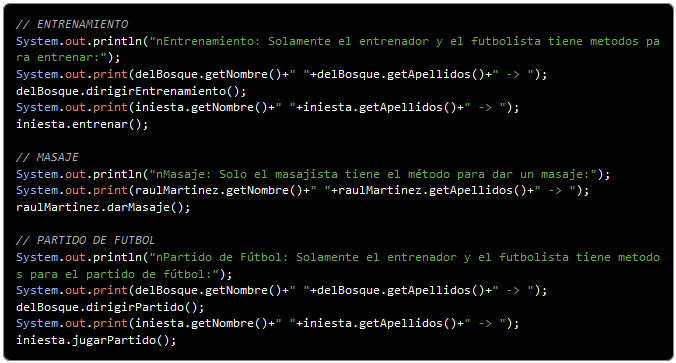 // ENTRENAMIENTO
System.out.println("nEntrenamiento: Solamente el entrenador y el futbolista tiene metodos pa
ra entrenar:");
System.out.print(delBosque.getNombre()+" "+delBosque.getApellidos()+" -> ");
delBosque.dirigirEntrenamiento();
System.out.print(iniesta.getNombre()+" "+iniesta.getApellidos()+" -> ");
iniesta.entrenar();
// MASAJE
System.out.println("nMasaje: Solo el masajista tiene el método para dar un masaje:");
System.out.print(raulMartinez.getNombre()+" "+raulMartinez.getApellidos()+" -> ");
raulMartinez.darMasaje();
// PARTIDO DE FUTBOL
System.out.println("nPartido de Fútbol: Solamente el entrenador y el futbolista tiene metodo
s para el partido de fútbol:");
System.out.print(delBosque.getNombre()+" "+delBosque.getApellidos()+" -> ");
delBosque.dirigirPartido();
System.out.print(iniesta.getNombre()+" "+iniesta.getApellidos()+" -> ");
iniesta.jugarPartido();